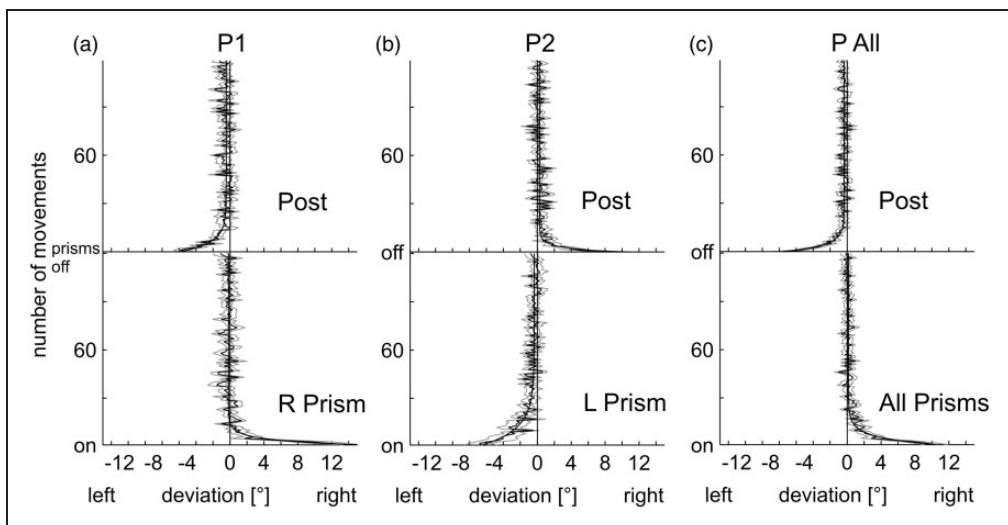 (a) P1 (b) P2 (c) P All
number of movements
60 60 60
Post Post Post
prisms off off off
60 60 60
R Prism L Prism All Prisms
on on on
-12 -8 -4 0 4 8 12 -12 -8 -4 0 4 8 12 -12 -8 -4 0 4 8 12
left deviation [°] right left deviation [°] right left deviation [°] right